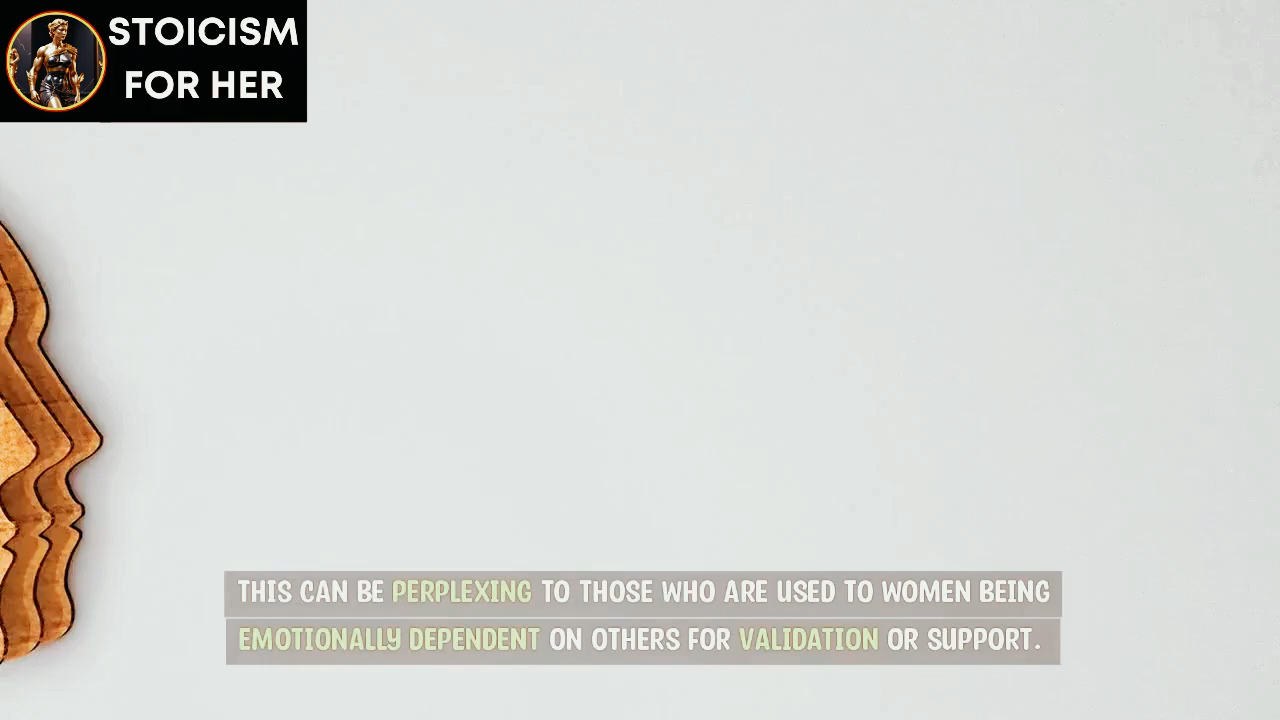 STOICISM
FOR HER
THIS CAN BE PERPLEXING TO THOSE WHO ARE USED TO WOMEN BEING
EMOTIONALLY DEPENDENT ON OTHERS FOR VALIDATION OR SUPPORT.